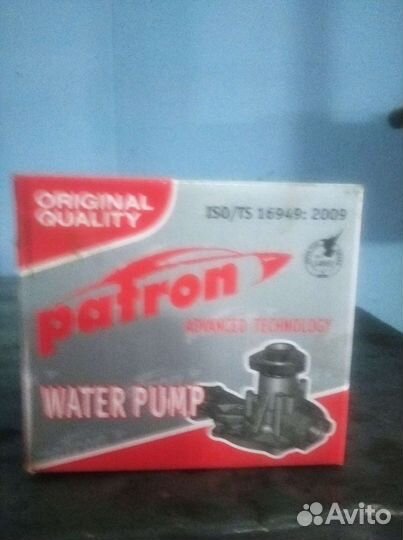 ORIGINAL
QUALITY
ISO/TS 16949: 2009
patron
ADVANCED TECHNOLOGY
WATER PUMP
Avito